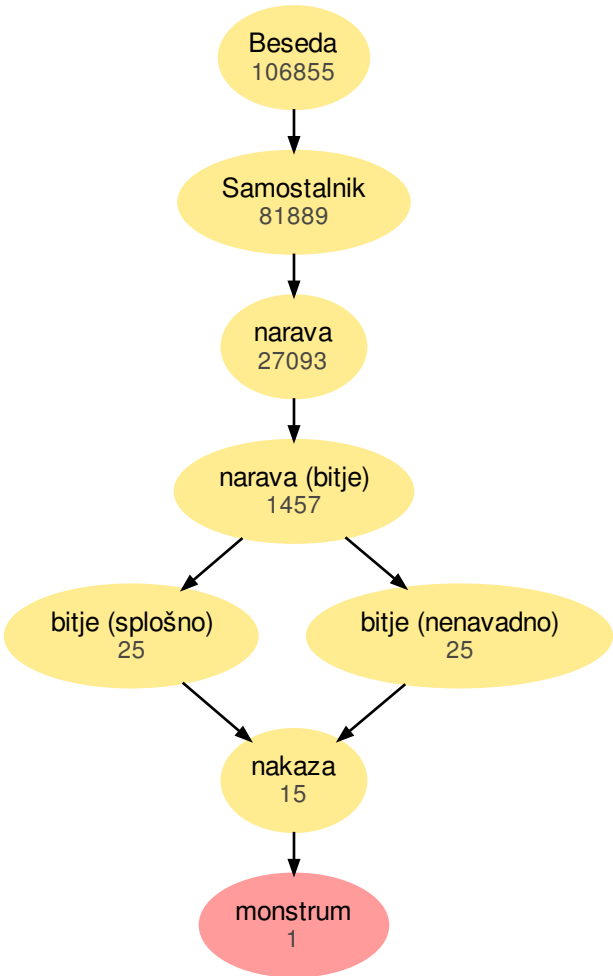 Beseda
106855
Samostalnik
81889
narava
27093
narava (bitje)
1457
bitje (splošno)
25
bitje (nenavadno)
25
nakaza
15
monstrum
1